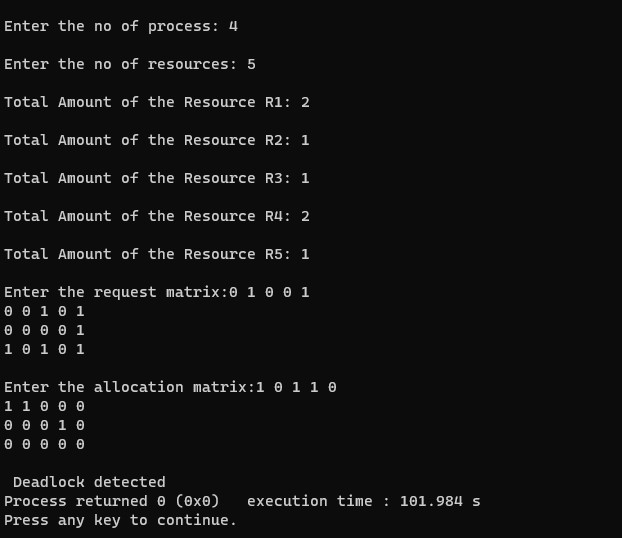 Enter the no of process: 4
Enter the no of resources: 5
Total Amount of the Resource R1: 2
Total Amount of the Resource R2: 1
Total Amount of the Resource R3: 1
Total Amount of the Resource R4: 2
Total Amount of the Resource R5: 1
Enter the request matrix:0 1 0 0 1
0 0 1 0 1
0 0 0 0 1
1 0 1 0 1
Enter the allocation matrix:1 0 1 1 0
1 1 0 0 0
0 0 0 1 0
0 0 0 0 0
Deadlock detected
Process returned 0 (0x0)   execution time : 101.984 s
Press any key to continue.